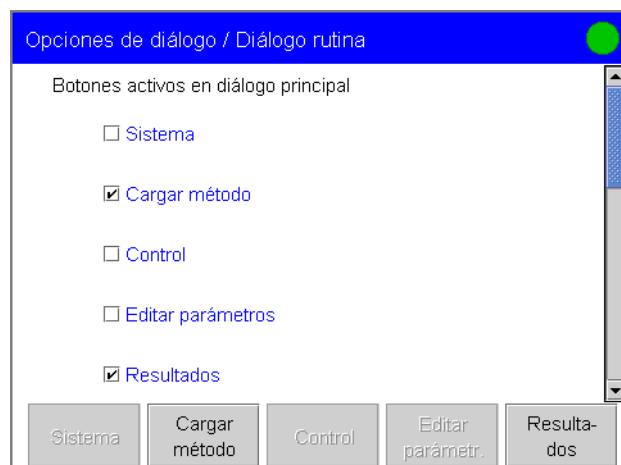 Opciones de diálogo / Diálogo rutina
Botones activos en diálogo principal
Sistema
Cargar método
Control
Editar parámetros
Resultados
Sistema
Cargar
método
Control
Editar
parámetr.
Resulta-
dos